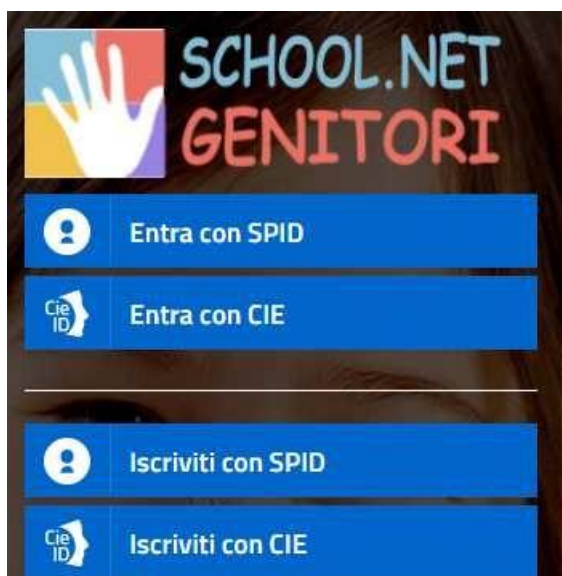 SCHOOL.NET
GENITORI
Entra con SPID
Cie
ID
Entra con CIE
Iscriviti con SPID
Cie
ID
Iscriviti con CIE